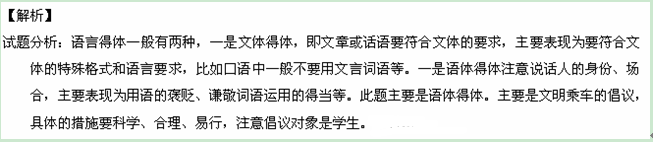 【解析】
试题分析：语言得体一般有两种，一是文体得体，即文章或话语要符合文体的要求，主要表现为要符合文
体的特殊格式和语言要求，比如口语中一般不要用文言词语等。一是语体得体注意说话人的身份、场
合，主要表现为用语的褒贬、谦敬词语运用的得当等。此题主要是语体得体。主要是文明乘车的倡议，
具体的措施要科学、合理、易行，注意倡议对象是学生。